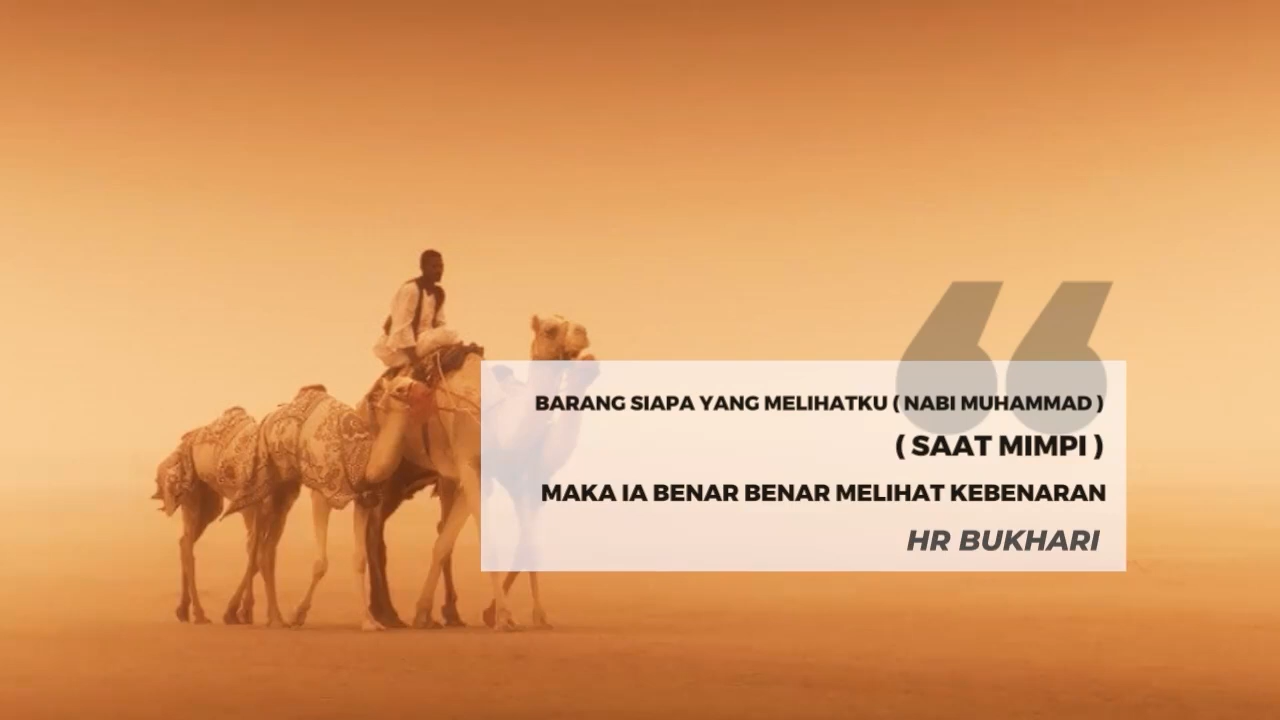 BARANG SIAPA YANG MELIHATKU ( NABI MUHAMMAD )
( SAAT MIMPI )
MAKA IA BENAR BENAR MELIHAT KEBENARAN
HR BUKHARI